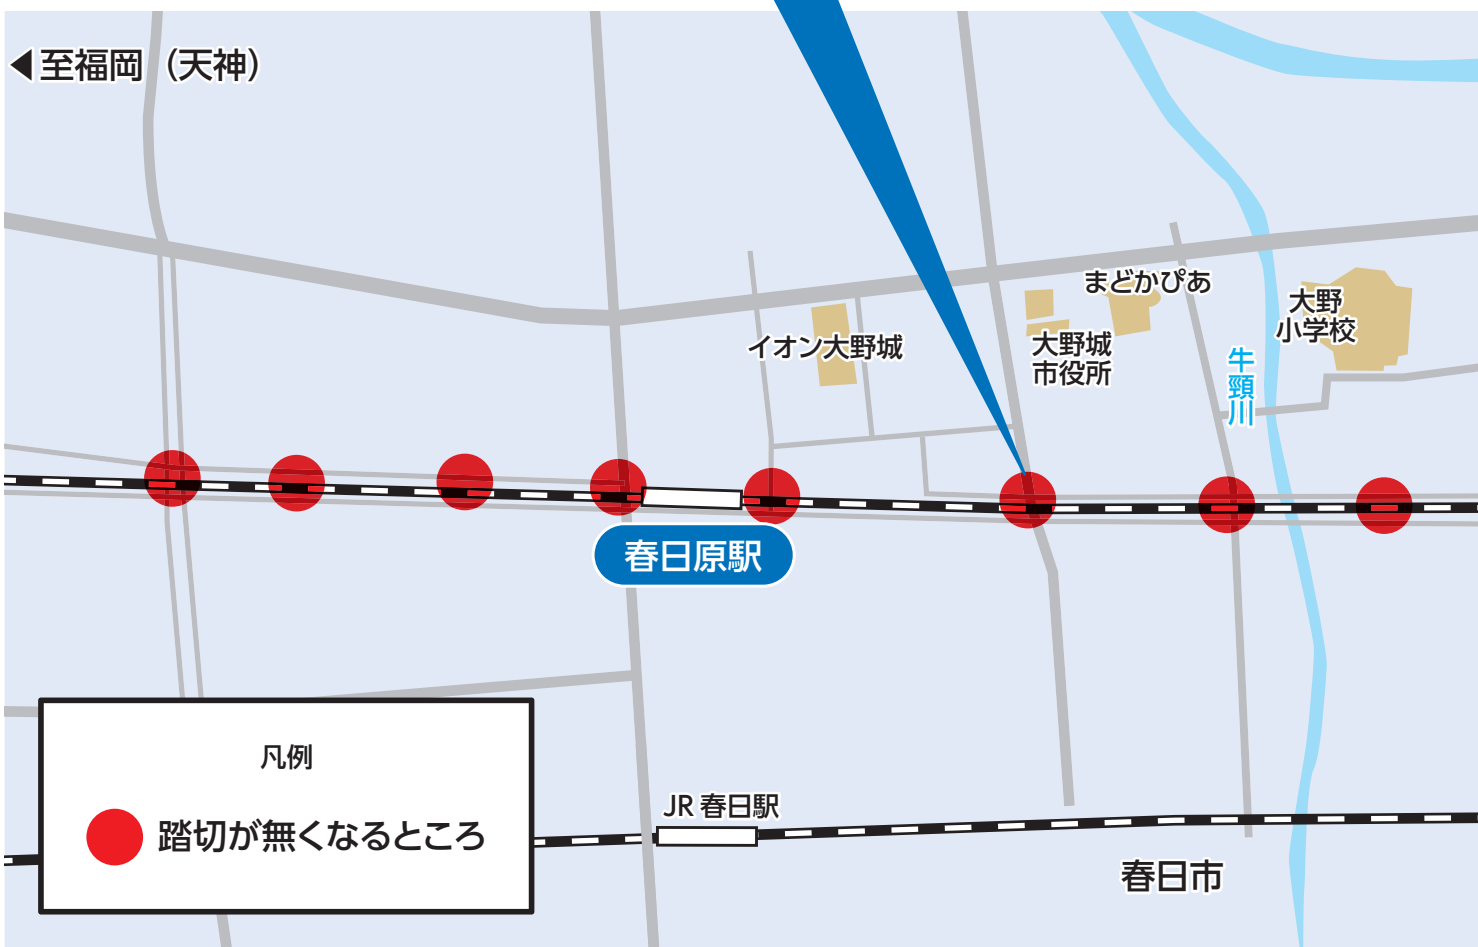 至福岡（天神）
まどかぴあ
大野
小学校
イオン大野城
大野城
市役所
牛頸川
春日原駅
凡例
踏切が無くなるところ
JR 春日駅
春日市